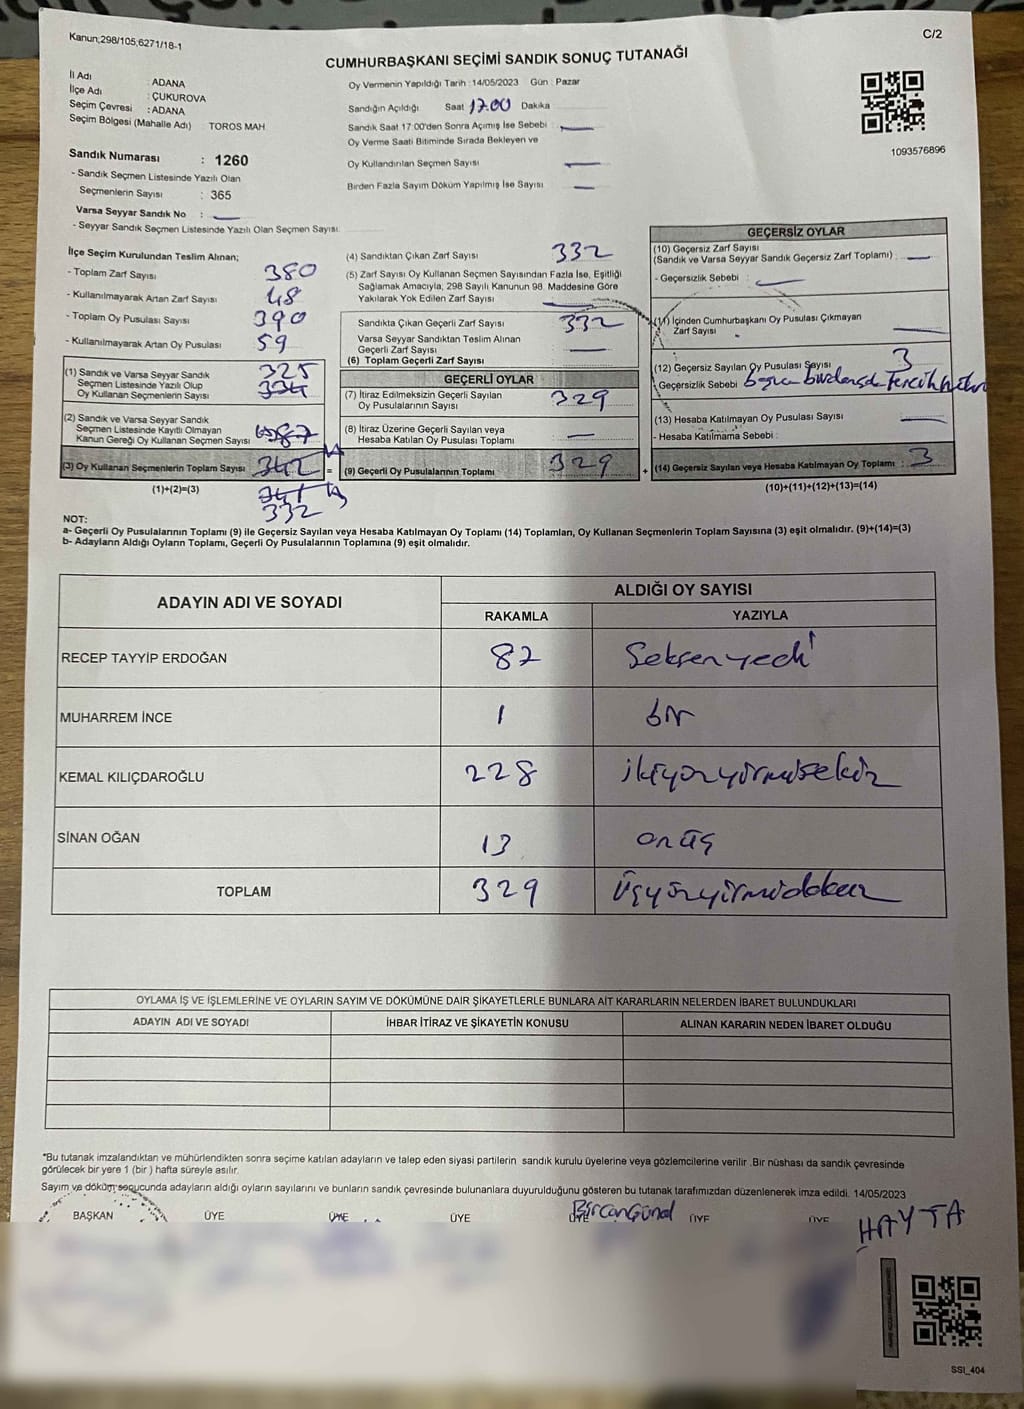 Kanun;298/105;6271/18-1
C/2
CUMHURBAŞKANI SEÇİMİ SANDIK SONUÇ TUTANAĞI
İl Adı : ADANA
İlçe Adı : ÇUKUROVA
Seçim Çevresi : ADANA
Seçim Bölgesi (Mahalle Adı) TOROS MAH
Sandık Numarası : 1260
- Sandık Seçmen Listesinde Yazılı Olan
Seçmenlerin Sayısı : 365
Varsa Seyyar Sandık No :
- Seyyar Sandık Seçmen Listesinde Yazılı Olan Seçmen Sayısı:
Oy Vermenin Yapıldığı Tarih : 14/05/2023 Gün : Pazar
Sandığın Açıldığı Saat 17.00 Dakika
Sandık Saat 17:00'den Sonra Açımış İse Sebebi :
Oy Verme Saati Bitiminde Sırada Bekleyen ve
Oy Kullandırılan Seçmen Sayısı
Birden Fazla Sayım Döküm Yapılmış İse Sayısı
1093576896
İlçe Seçim Kurulundan Teslim Alınan;
- Toplam Zarf Sayısı 380
- Kullanılmayarak Artan Zarf Sayısı 48
- Toplam Oy Pusulası Sayısı 390
- Kullanılmayarak Artan Oy Pusulası 59
(1) Sandık ve Varsa Seyyar Sandık
Seçmen Listesinde Yazılı Olup
Oy Kullanan Seçmenlerin Sayısı
325
334
(2) Sandık ve Varsa Seyyar Sandık
Seçmen Listesinde Kayıtlı Olmayan
Kanun Gereği Oy Kullanan Seçmen Sayısı
(3) Oy Kullanan Seçmenlerin Toplam Sayısı 342 =
(1)+(2)=(3)
341
332
(4) Sandıktan Çıkan Zarf Sayısı 332
(5) Zarf Sayısı Oy Kullanan Seçmen Sayısından Fazla İse, Eşitliği
Sağlamak Amacıyla, 298 Sayılı Kanunun 98. Maddesine Göre
Yakılarak Yok Edilen Zarf Sayısı
Sandıkta Çıkan Geçerli Zarf Sayısı 332
Varsa Seyyar Sandıktan Teslim Alınan
Geçerli Zarf Sayısı
(6) Toplam Geçerli Zarf Sayısı
GEÇERLİ OYLAR
(7) İtiraz Edilmeksizin Geçerli Sayılan
Oy Pusulalarının Sayısı 329
(8) İtiraz Üzerine Geçerli Sayılan veya
Hesaba Katılan Oy Pusulası Toplamı
(9) Geçerli Oy Pusulalarının Toplamı 329 +
GEÇERSİZ OYLAR
(10) Geçersiz Zarf Sayısı
(Sandık ve Varsa Seyyar Sandık Geçersiz Zarf Toplamı) :
- Geçersizlik Sebebi :
(11) İçinden Cumhurbaşkanı Oy Pusulası Çıkmayan
Zarf Sayısı
(12) Geçersiz Sayılan Oy Pusulası Sayısı 3
Geçersizlik Sebebi
(13) Hesaba Katılmayan Oy Pusulası Sayısı
- Hesaba Katılmama Sebebi :
(14) Geçersiz Sayılan veya Hesaba Katılmayan Oy Toplamı : 3
(10)+(11)+(12)+(13)=(14)
NOT:
a- Geçerli Oy Pusulalarının Toplamı (9) ile Geçersiz Sayılan veya Hesaba Katılmayan Oy Toplamı (14) Toplamları, Oy Kullanan Seçmenlerin Toplam Sayısına (3) eşit olmalıdır. (9)+(14)=(3)
b- Adayların Aldığı Oyların Toplamı, Geçerli Oy Pusulalarının Toplamına (9) eşit olmalıdır.
ADAYIN ADI VE SOYADI
ALDIĞI OY SAYISI
RAKAMLA YAZIYLA
RECEP TAYYİP ERDOĞAN 87 Seksenyedi
MUHARREM İNCE 1 bir
KEMAL KILIÇDAROĞLU 228 ikiyüzyirmisekiz
SİNAN OĞAN 13 onüç
TOPLAM 329 Üçyüzyirmidokuz
OYLAMA İŞ VE İŞLEMLERİNE VE OYLARIN SAYIM VE DÖKÜMÜNE DAİR ŞİKAYETLERLE BUNLARA AİT KARARLARIN NELERDEN İBARET BULUNDUKLARI
ADAYIN ADI VE SOYADI İHBAR İTİRAZ VE ŞİKAYETİN KONUSU ALINAN KARARIN NEDEN İBARET OLDUĞU
*Bu tutanak imzalandıktan ve mühürlendikten sonra seçime katılan adayların ve talep eden siyasi partilerin sandık kurulu üyelerine veya gözlemcilerine verilir .Bir nüshası da sandık çevresinde
görülecek bir yere 1 (bir ) hafta süreyle asılır.
Sayım ve döküm sonucunda adayların aldığı oyların sayılarını ve bunların sandık çevresinde bulunanlara duyurulduğunu gösteren bu tutanak tarafımızdan düzenlenerek imza edildi. 14/05/2023
BAŞKAN ÜYE ÜYE ÜYE ÜYE ÜYE ÜYE
Bircan Günal
HAYTA
SSI_404